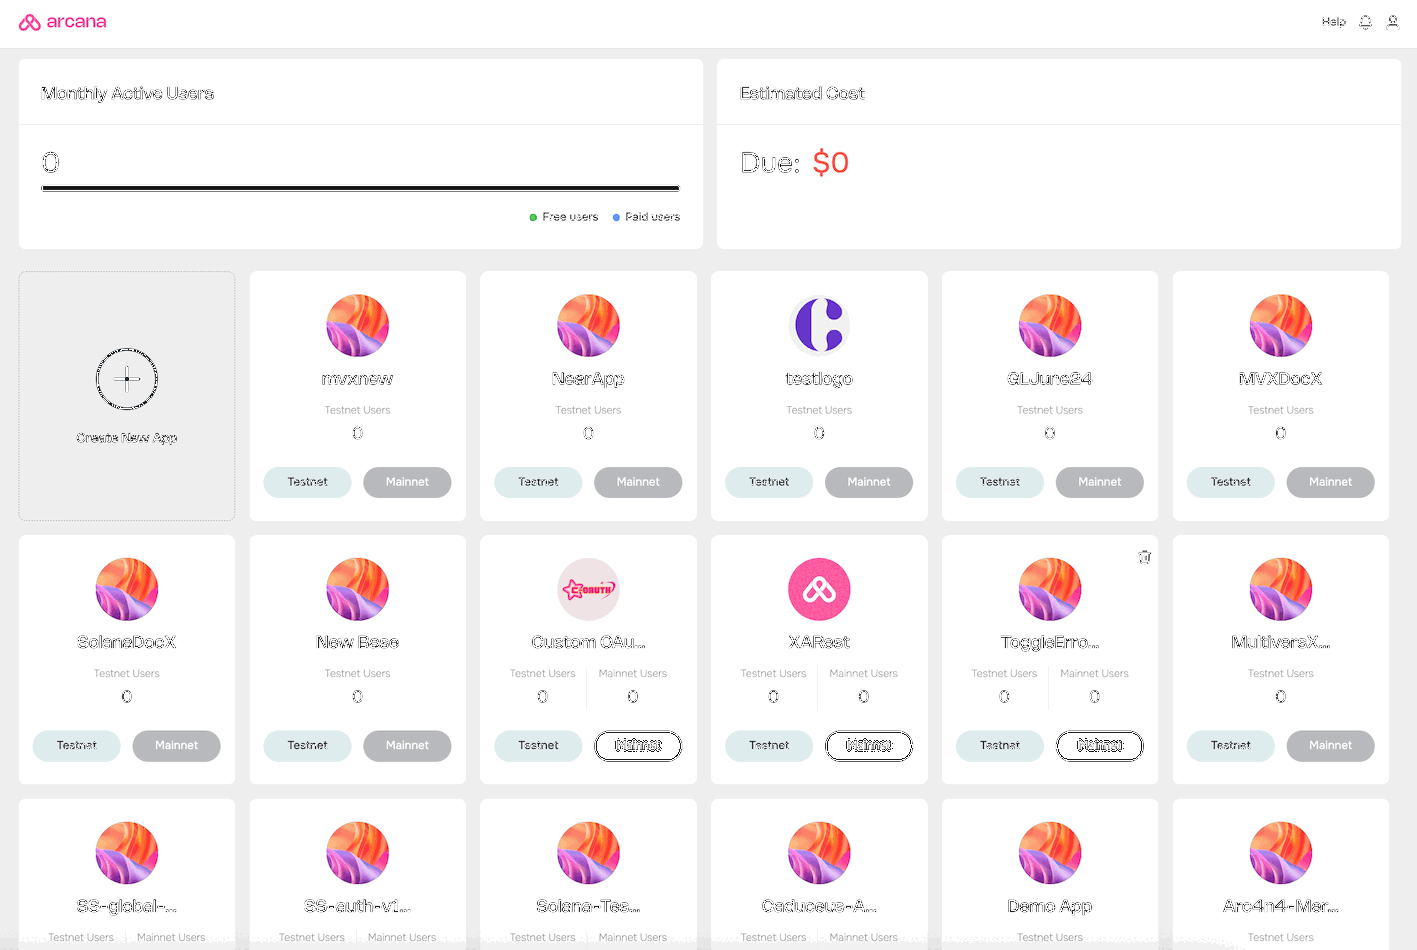 arcana
Help
Monthly Active Users
Estimated Cost
0
Due: $0
Free users
Paid users
Create New App
mvxnew
Testnet Users
0
Testnet Mainnet
NearApp
Testnet Users
0
Testnet Mainnet
testlogo
Testnet Users
0
Testnet Mainnet
GLJune24
Testnet Users
0
Testnet Mainnet
MVXDocX
Testnet Users
0
Testnet Mainnet
SolanaDocX
Testnet Users
0
Testnet Mainnet
New Base
Testnet Users
0
Testnet Mainnet
C OAUTH
Custom OAu...
Testnet Users Mainnet Users
0 0
Testnet Mainnet
XARest
Testnet Users Mainnet Users
0 0
Testnet Mainnet
ToggleErro...
Testnet Users Mainnet Users
0 0
Testnet Mainnet
MultiversX...
Testnet Users
0
Testnet Mainnet
SS-global-...
Testnet Users Mainnet Users
SS-auth-v1...
Testnet Users Mainnet Users
Solana-Tes...
Testnet Users Mainnet Users
Caduceus-A...
Testnet Users Mainnet Users
Demo App
Testnet Users Mainnet Users
Arc4n4-Mer...
Testnet Users